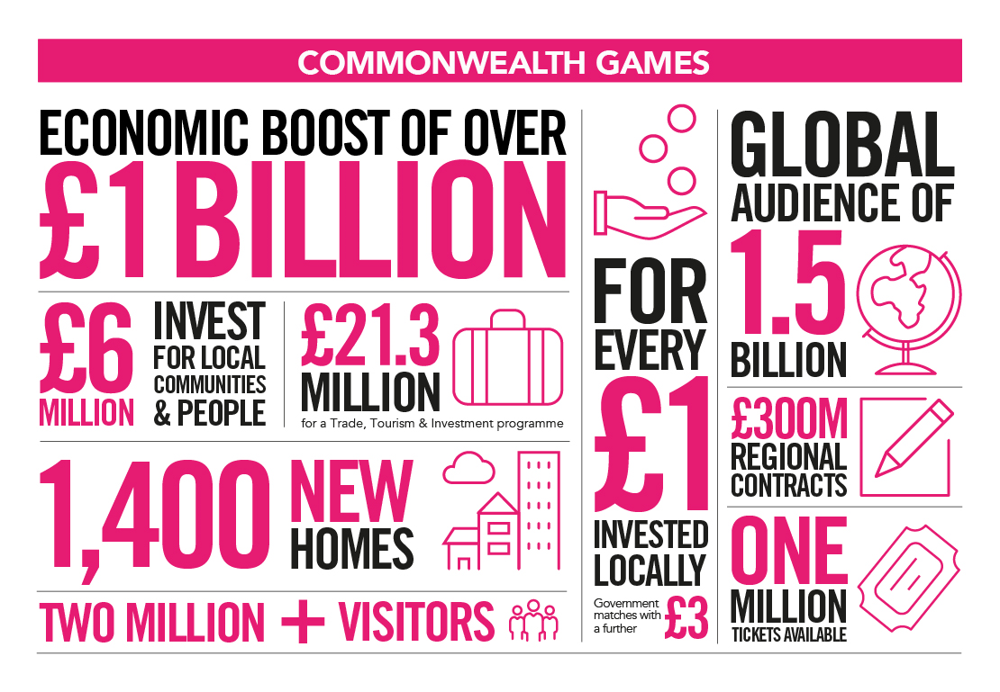 COMMONWEALTH GAMES
ECONOMIC BOOST OF OVER
£1 BILLION
£6
MILLION
INVEST
FOR LOCAL
COMMUNITIES
& PEOPLE
£21.3
MILLION
for a Trade, Tourism & Investment programme
1,400
NEW
HOMES
TWO MILLION + VISITORS
FOR
EVERY
£1
INVESTED
LOCALLY
Government
matches with
a further
£3
GLOBAL
AUDIENCE OF
1.5
BILLION
£300M
REGIONAL
CONTRACTS
ONE
MILLION
TICKETS AVAILABLE